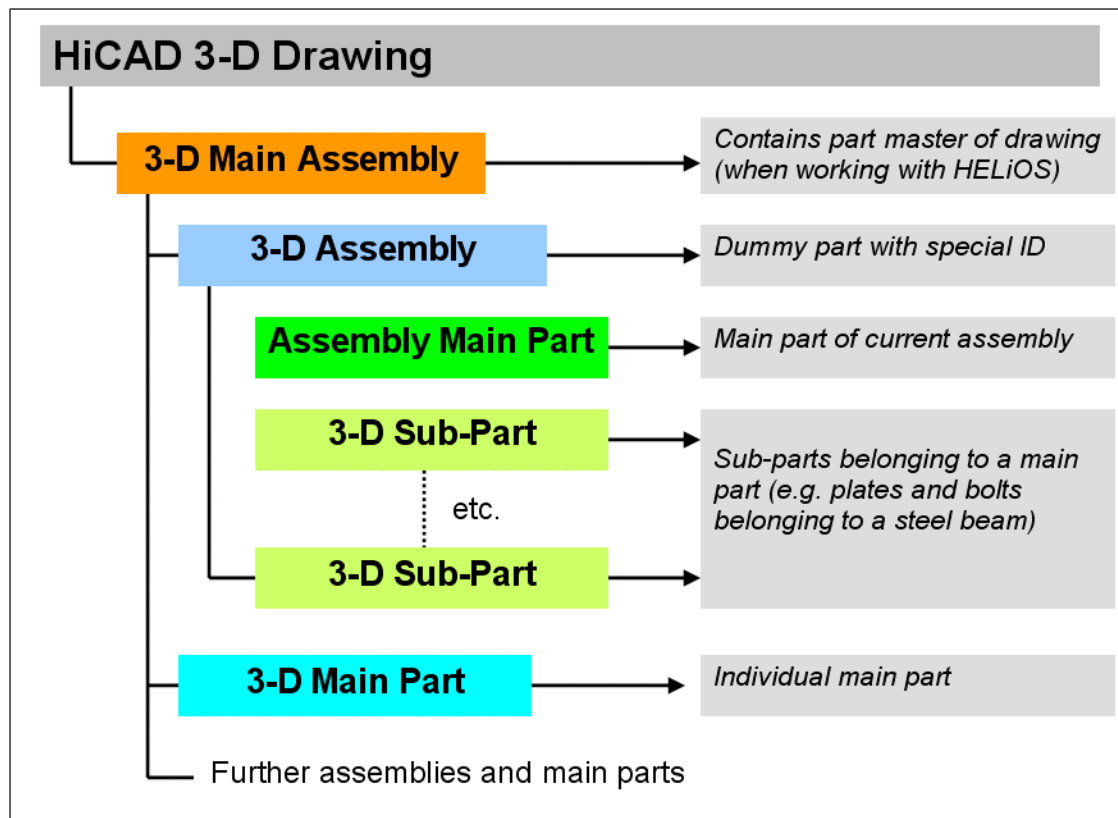 HiCAD 3-D Drawing
3-D Main Assembly
Contains part master of drawing
(when working with HELiOS)
3-D Assembly
Dummy part with special ID
Assembly Main Part
Main part of current assembly
3-D Sub-Part
Sub-parts belonging to a main
part (e.g. plates and bolts
belonging to a steel beam)
etc.
3-D Sub-Part
3-D Main Part
Individual main part
Further assemblies and main parts